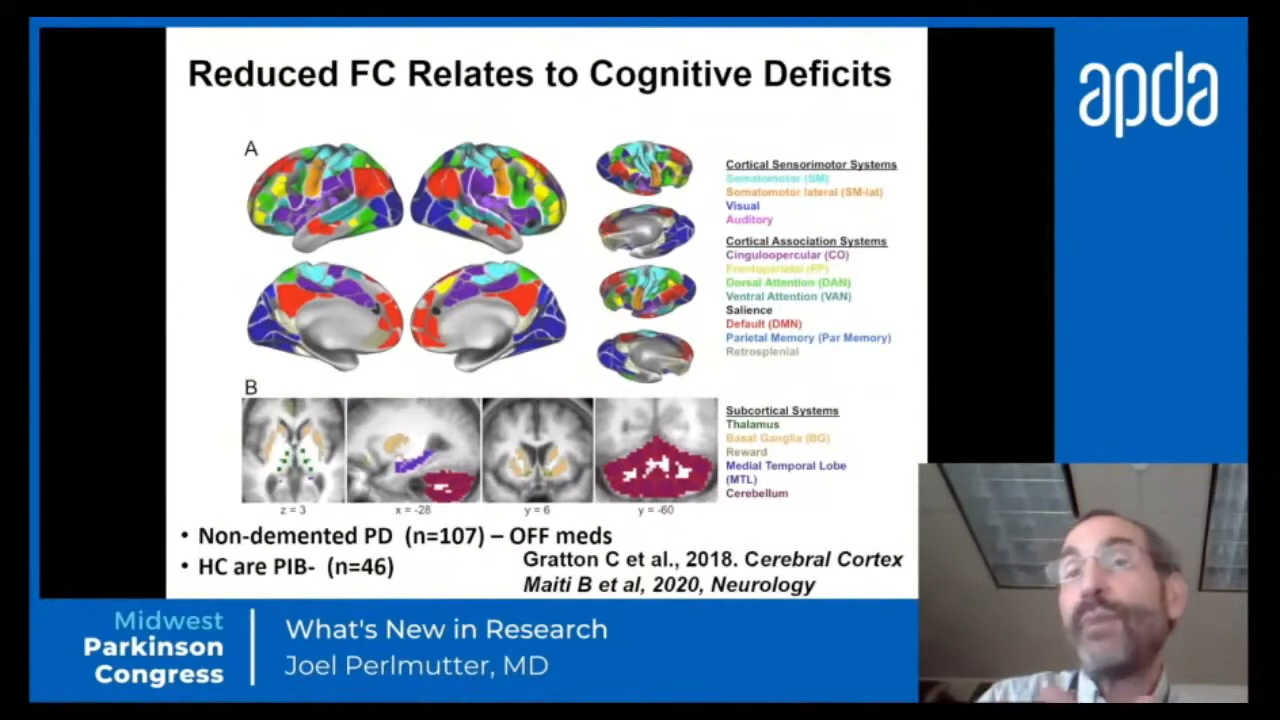 Reduced FC Relates to Cognitive Deficits
apda
A
Cortical Sensorimotor Systems
Somatomotor (SM)
Somatomotor lateral (SM-lat)
Visual
Auditory
Cortical Association Systems
Cinguloopercular (CO)
Frontoparietal (FP)
Dorsal Attention (DAN)
Ventral Attention (VAN)
Salience
Default (DMN)
Parietal Memory (Par Memory)
Retrosplenial
B
Subcortical Systems
Thalamus
Basal Ganglia (BG)
Reward
Medial Temporal Lobe
(MTL)
Cerebellum
z = 3
x = -28
y = 6
y = -60
• Non-demented PD (n=107) – OFF meds
• HC are PIB- (n=46)
Gratton C et al., 2018. Cerebral Cortex
Maiti B et al, 2020, Neurology
Midwest
Parkinson
Congress
What's New in Research
Joel Perlmutter, MD